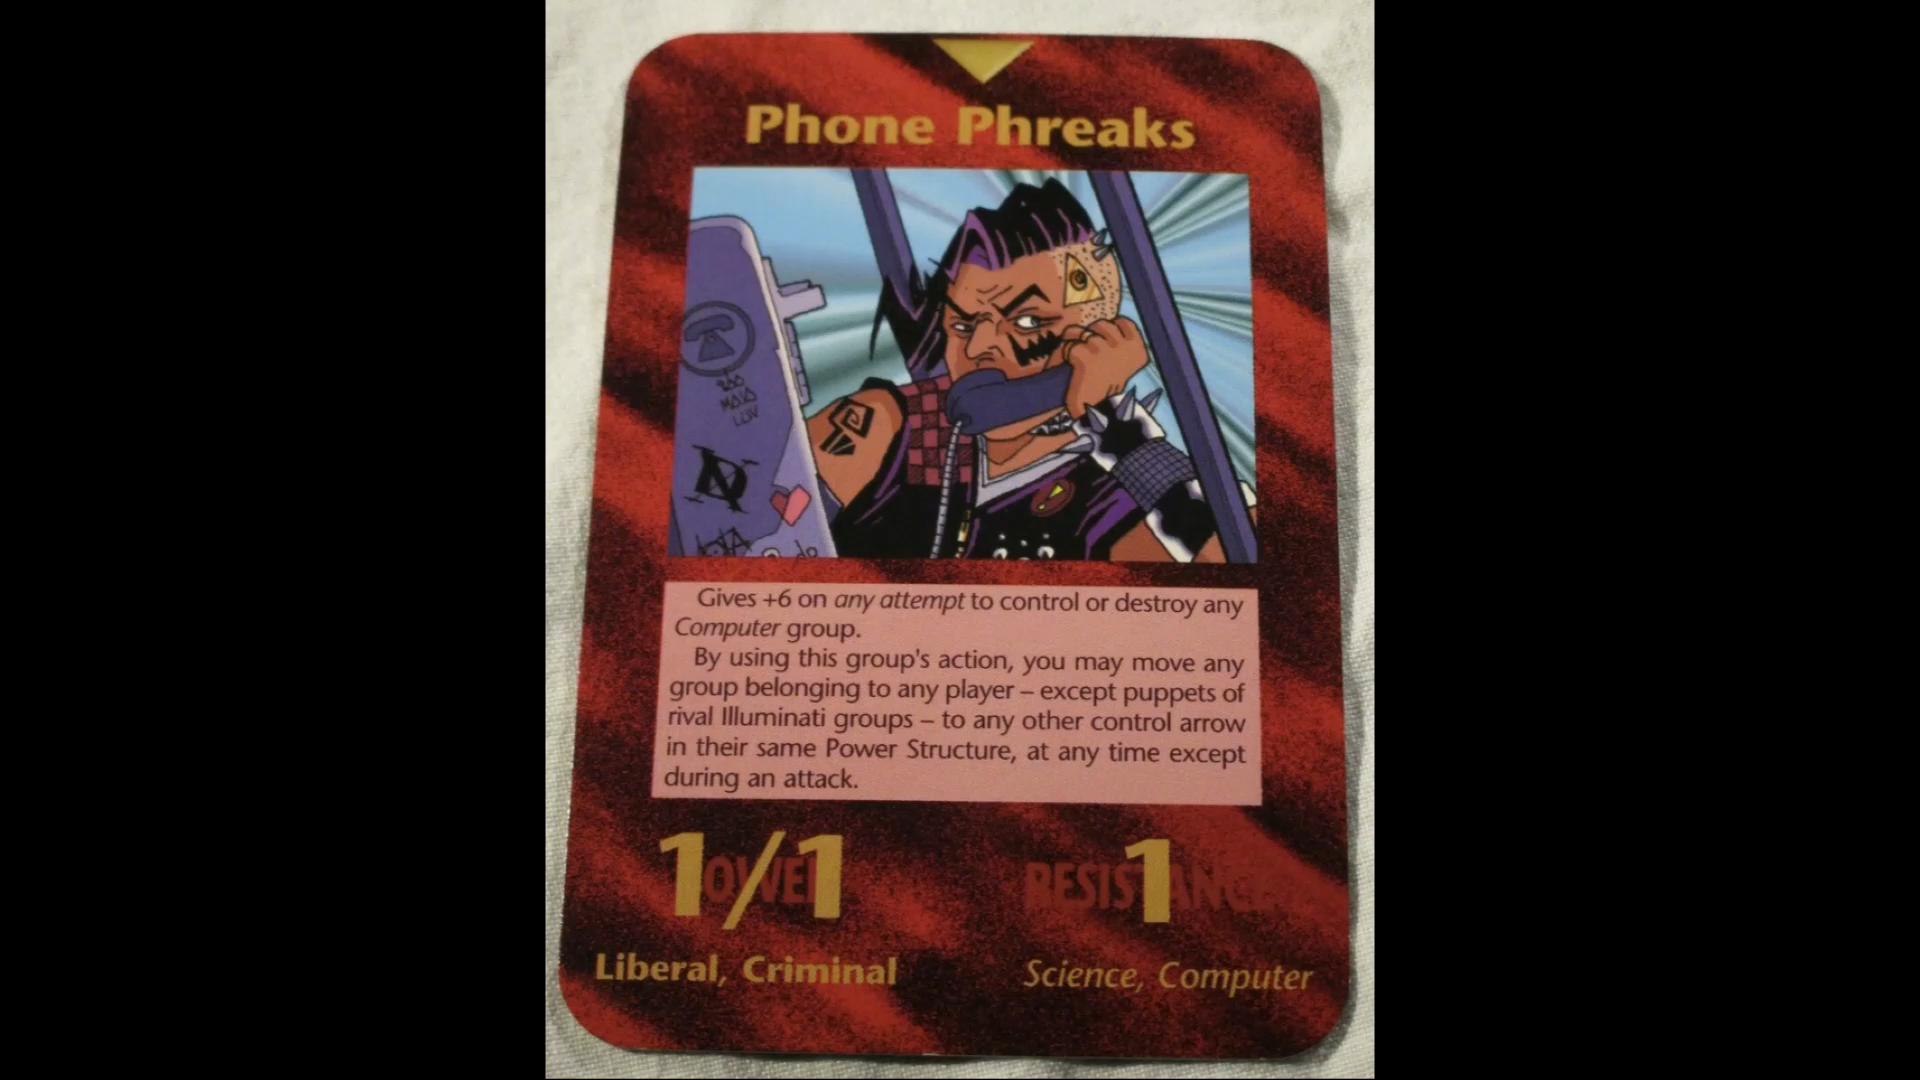 Phone Phreaks
Gives +6 on any attempt to control or destroy any
Computer group.
By using this group's action, you may move any
group belonging to any player – except puppets of
rival Illuminati groups – to any other control arrow
in their same Power Structure, at any time except
during an attack.
1/1
POWER
1
RESISTANCE
Liberal, Criminal
Science, Computer